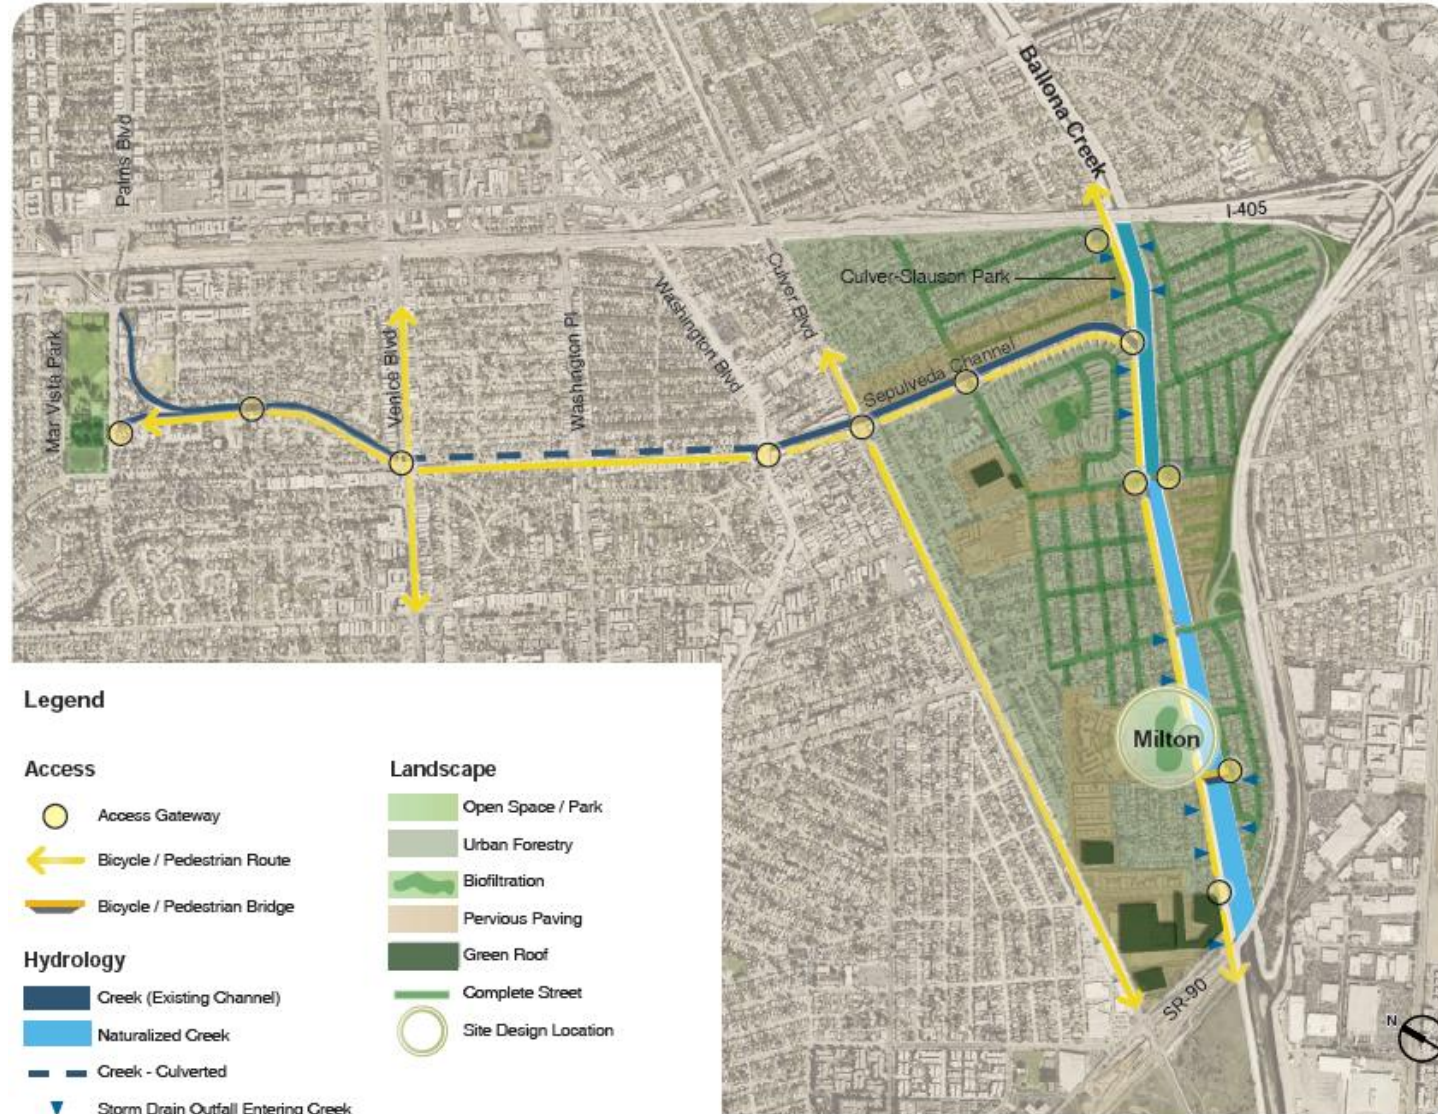 Palms Blvd
Ballona Creek
I-405
Culver-Slauson Park
Culver Blvd
Washington Blvd
Mar Vista Park
Venice Blvd
Washington Pl
Sepulveda Channel
Milton
SR-90
N
Legend
Access
Access Gateway
Bicycle / Pedestrian Route
Bicycle / Pedestrian Bridge
Hydrology
Creek (Existing Channel)
Naturalized Creek
Creek - Culverted
Storm Drain Outfall Entering Creek
Landscape
Open Space / Park
Urban Forestry
Biofiltration
Pervious Paving
Green Roof
Complete Street
Site Design Location